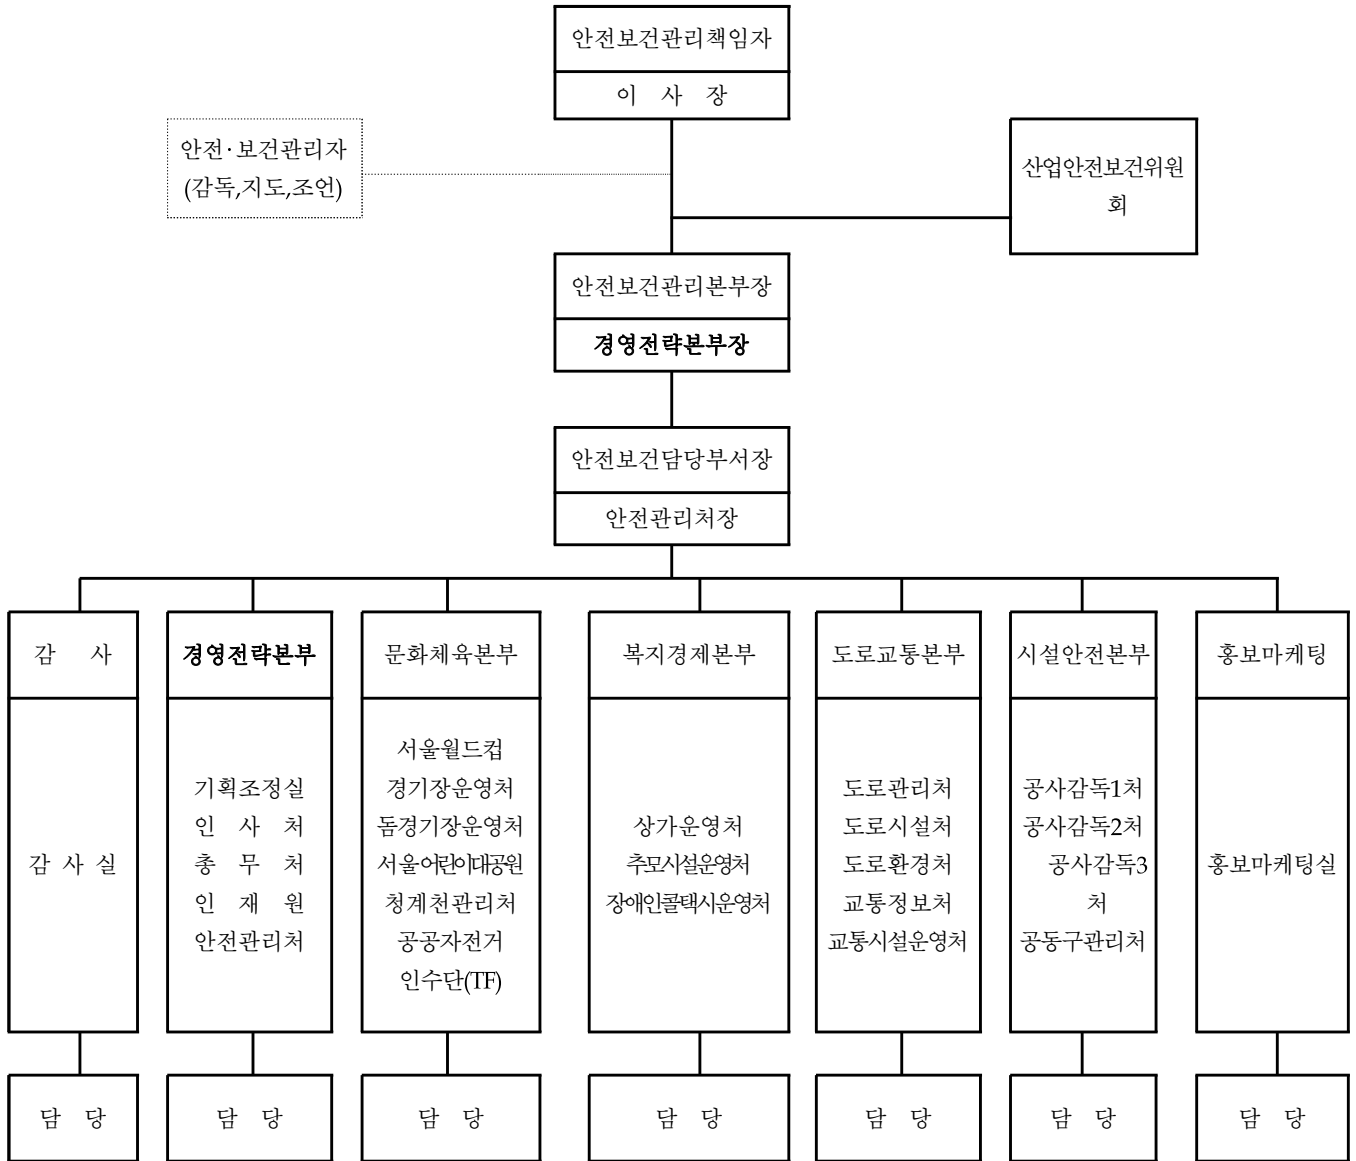 안전보건관리책임자
이 사 장
안전·보건관리자
(감독,지도,조언)
산업안전보건위원
회
안전보건관리본부장
경영전략본부장
안전보건담당부서장
안전관리처장
감 사
경영전략본부
문화체육본부
복지경제본부
도로교통본부
시설안전본부
홍보마케팅
감 사 실
기획조정실
인 사 처
총 무 처
인 재 원
안전관리처
서울월드컵
경기장운영처
돔경기장운영처
서울어린이대공원
청계천관리처
공공자전거
인수단(TF)
상가운영처
추모시설운영처
장애인콜택시운영처
도로관리처
도로시설처
도로환경처
교통정보처
교통시설운영처
공사감독1처
공사감독2처
공사감독3
처
공동구관리처
홍보마케팅실
담 당
담 당
담 당
담 당
담 당
담 당
담 당